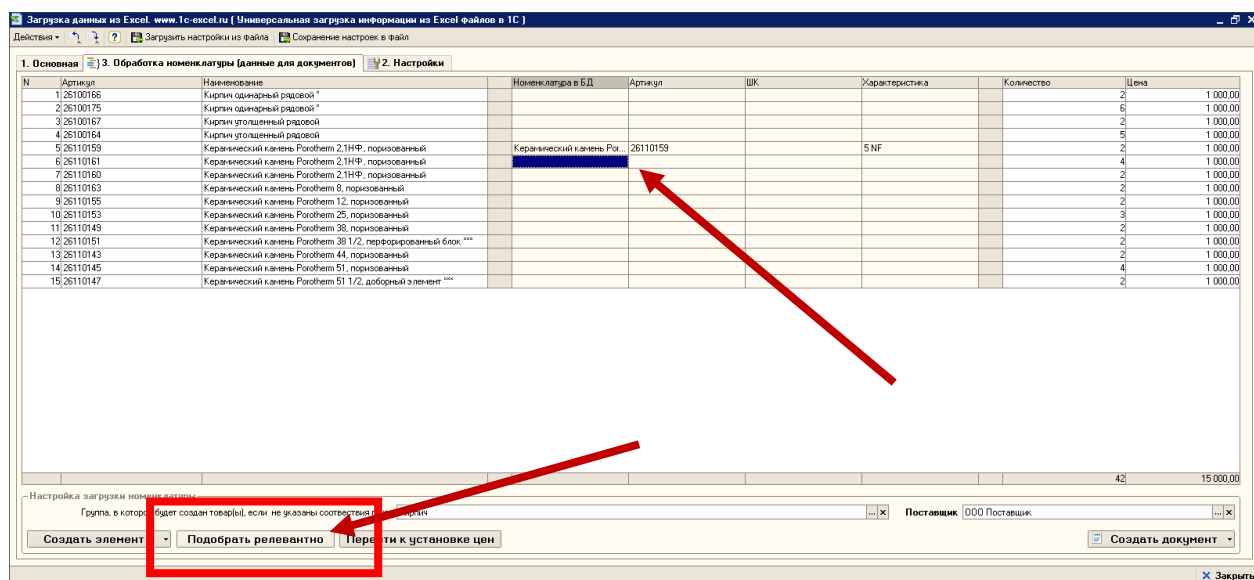 Загрузка данных из Excel. www.1c-excel.ru ( Универсальная загрузка информации из Excel файлов в 1С )
Действия Загрузить настройки из файла Сохранение настроек в файл
1. Основная 3. Обработка номенклатуры (данные для документов) 2. Настройки
N Артикул Наименование Номенклатура в БД Артикул ШК Характеристика Количество Цена
1 26100166 Кирпич одинарный рядовой * 2 1 000,00
2 26100175 Кирпич одинарный рядовой * 6 1 000,00
3 26100167 Кирпич утолщенный рядовой 2 1 000,00
4 26100164 Кирпич утолщенный рядовой 5 1 000,00
5 26110159 Керамический камень Porotherm 2,1НФ, поризованный Керамический камень Por... 26110159 5 NF 2 1 000,00
6 26110161 Керамический камень Porotherm 2,1НФ, поризованный 4 1 000,00
7 26110160 Керамический камень Porotherm 2,1НФ, поризованный 2 1 000,00
8 26110163 Керамический камень Porotherm 8, поризованный 2 1 000,00
9 26110155 Керамический камень Porotherm 12, поризованный 2 1 000,00
10 26110153 Керамический камень Porotherm 25, поризованный 3 1 000,00
11 26110149 Керамический камень Porotherm 38, поризованный 2 1 000,00
12 26110151 Керамический камень Porotherm 38 1/2, перфорированный блок *** 2 1 000,00
13 26110143 Керамический камень Porotherm 44, поризованный 2 1 000,00
14 26110145 Керамический камень Porotherm 51, поризованный 4 1 000,00
15 26110147 Керамический камень Porotherm 51 1/2, доборный элемент *** 2 1 000,00
42 15 000,00
Настройка загрузки номенклатуры
Группа, в которой будет создан товар(ы), если не указаны соотвествия Кирпич ... x Поставщик ООО Поставщик ... x
Создать элемент Подобрать релевантно Перейти к установке цен Создать документ
Закрыть